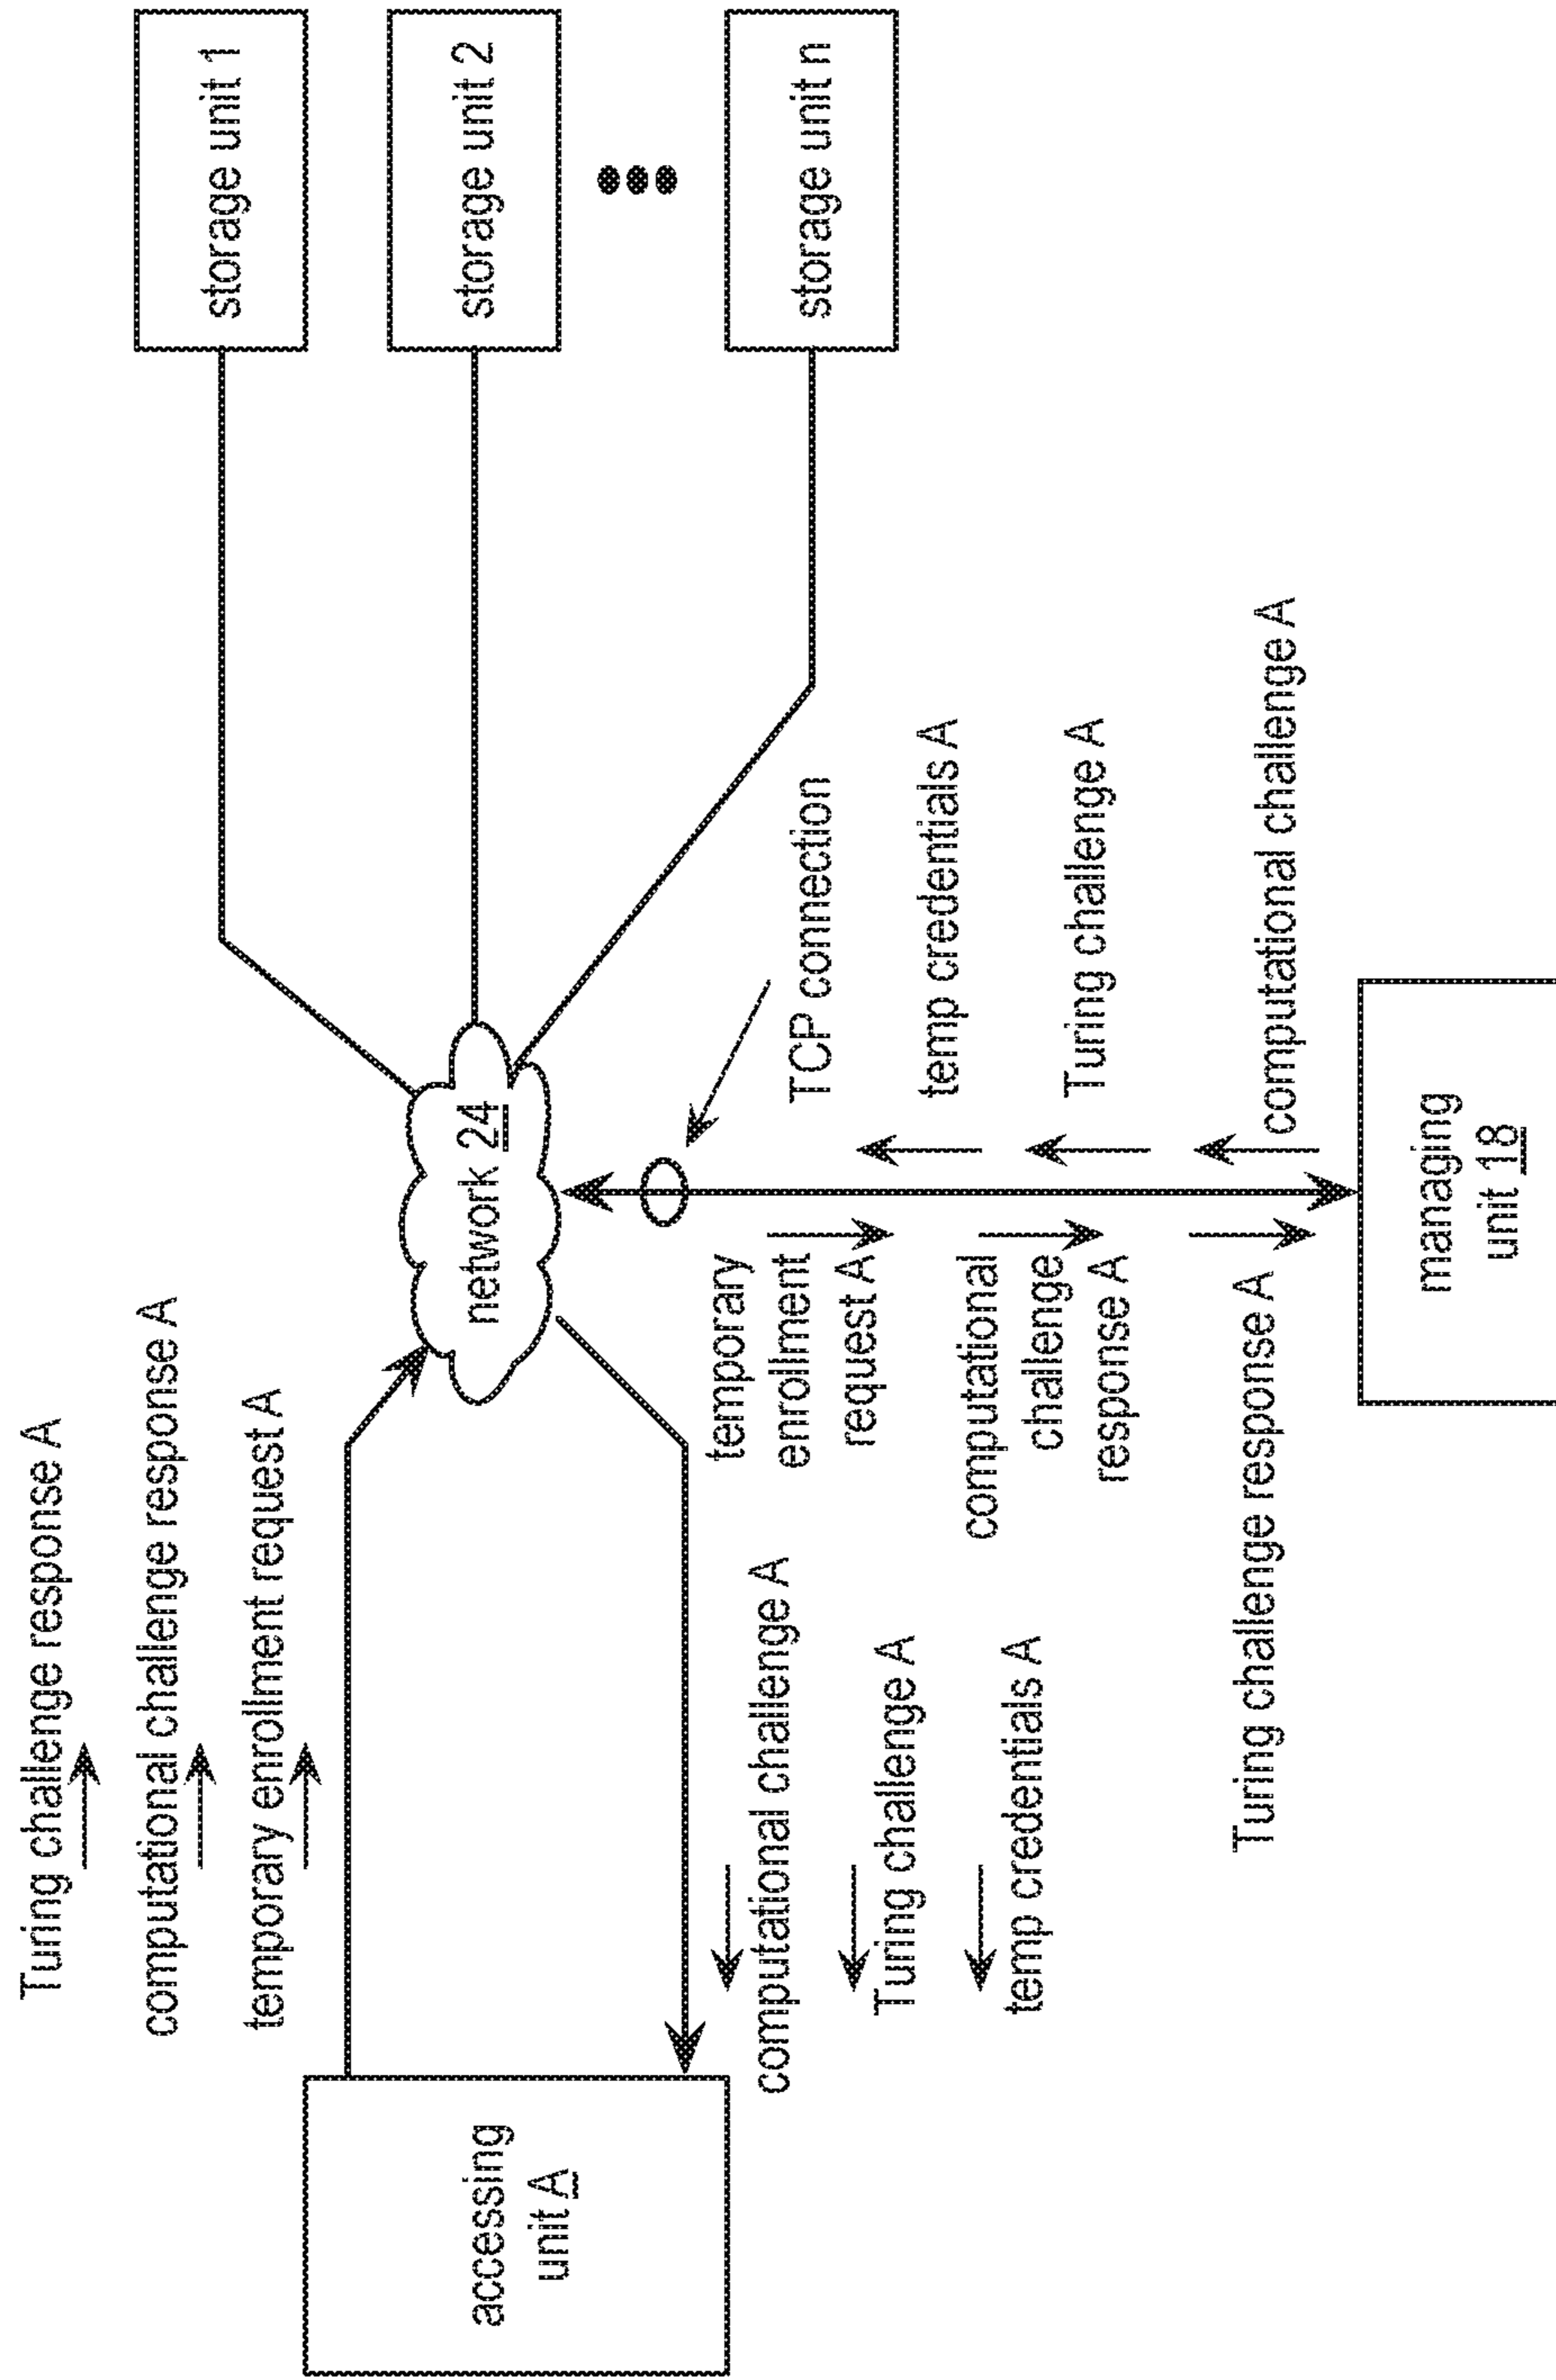 Turing challenge response A
computational challenge response A
temporary enrollment request A
accessing
unit A
network 24
storage unit 1
storage unit 2
storage unit n
computational challenge A
Turing challenge A
temp credentials A
temporary
enrollment
request A
computational
challenge
response A
Turing challenge response A
TCP connection
temp credentials A
Turing challenge A
computational challenge A
managing
unit 18